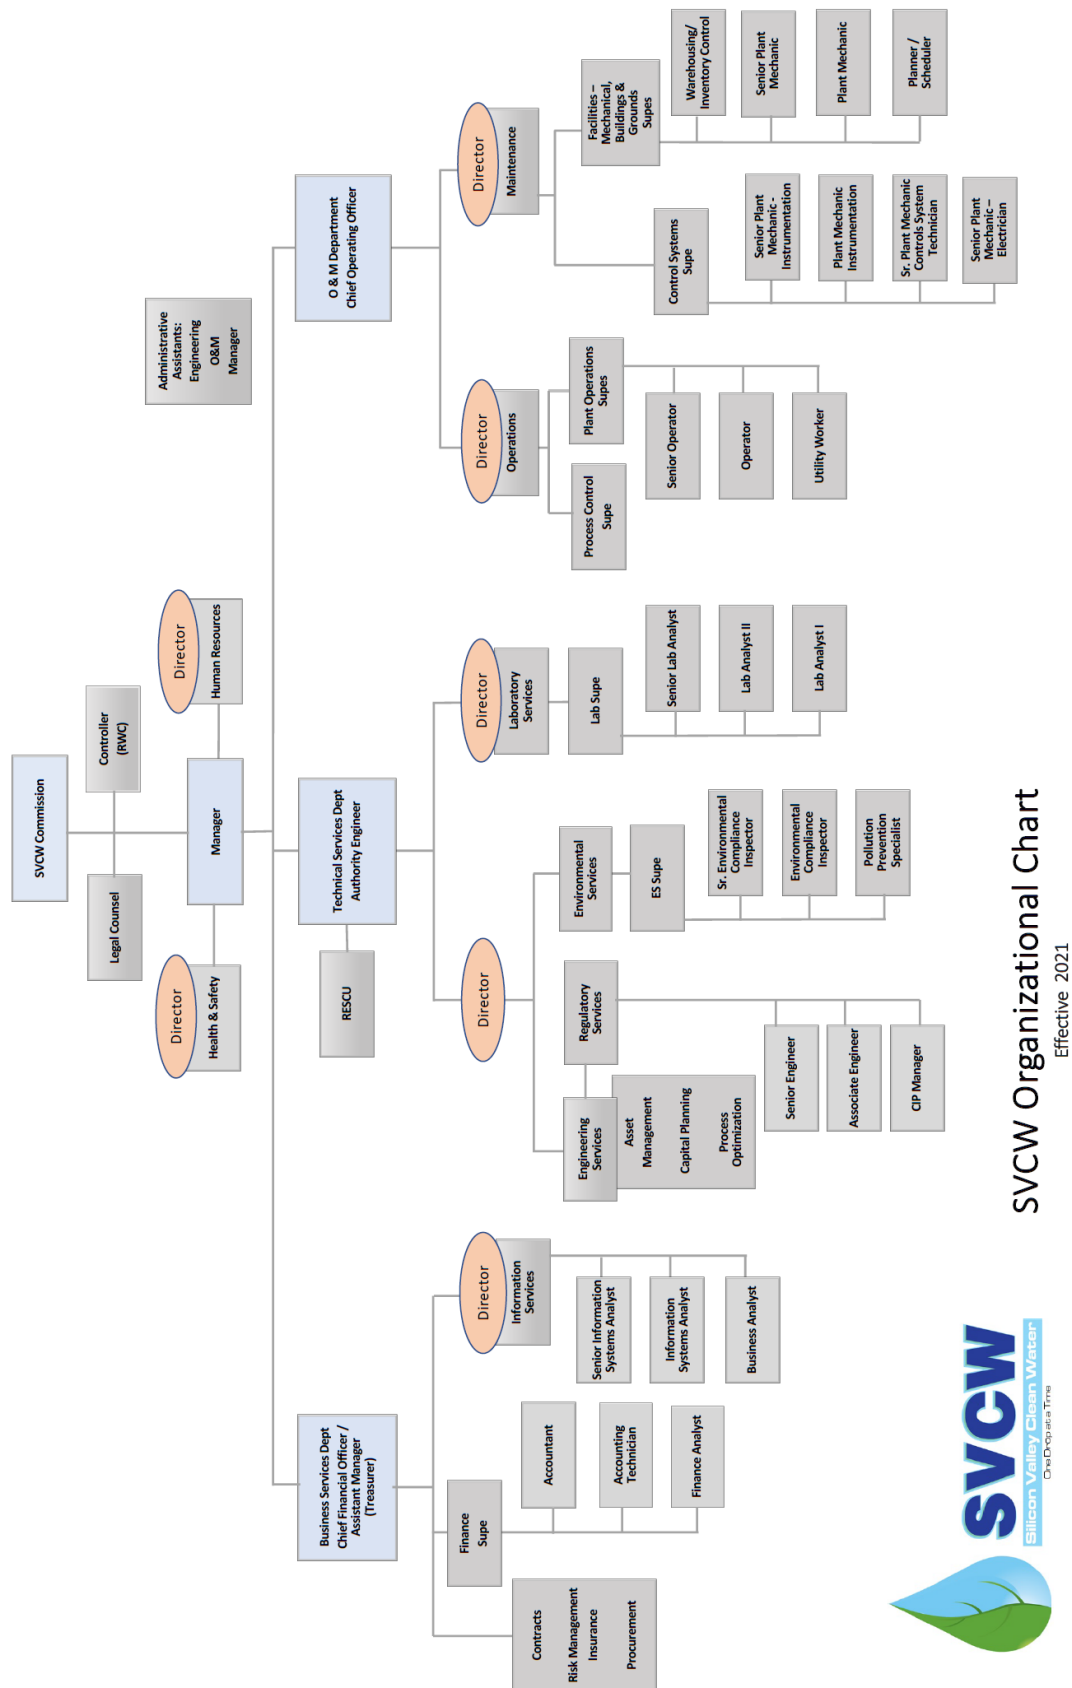 SVCW Commission
Legal Counsel
Controller
(RWC)
Director
Health & Safety
Manager
Director
Human Resources
Administrative
Assistants:
Engineering
O&M
Manager
Business Services Dept
Chief Financial Officer /
Assistant Manager
(Treasurer)
Technical Services Dept
Authority Engineer
O & M Department
Chief Operating Officer
RESCU
Contracts
Risk Management
Insurance
Procurement
Finance
Supe
Accountant
Accounting
Technician
Finance Analyst
Director
Information
Services
Senior Information
Systems Analyst
Information
Systems Analyst
Business Analyst
Director
Engineering
Services
Asset
Management
Capital Planning
Process
Optimization
Regulatory
Services
Senior Engineer
Associate Engineer
CIP Manager
Environmental
Services
ES Supe
Sr. Environmental
Compliance
Inspector
Environmental
Compliance
Inspector
Pollution
Prevention
Specialist
Director
Laboratory
Services
Lab Supe
Senior Lab Analyst
Lab Analyst II
Lab Analyst I
Director
Operations
Process Control
Supe
Plant Operations
Supes
Senior Operator
Operator
Utility Worker
Director
Maintenance
Control Systems
Supe
Senior Plant
Mechanic -
Instrumentation
Plant Mechanic
Instrumentation
Sr. Plant Mechanic
Controls System
Technician
Senior Plant
Mechanic –
Electrician
Facilities –
Mechanical,
Buildings &
Grounds
Supes
Warehousing/
Inventory Control
Senior Plant
Mechanic
Plant Mechanic
Planner /
Scheduler
SVCW
Silicon Valley Clean Water
One Drop at a Time
SVCW Organizational Chart
Effective 2021